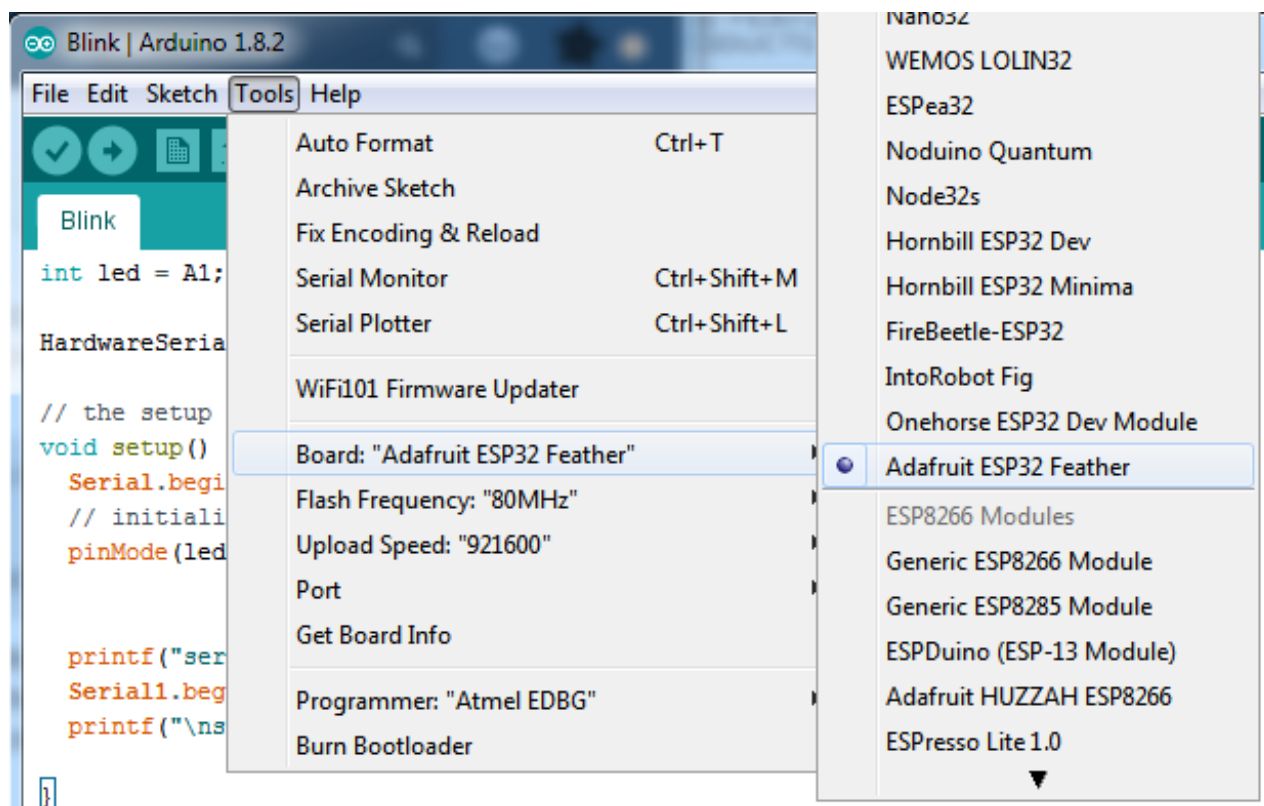 Blink | Arduino 1.8.2
File Edit Sketch Tools Help
Blink
int led = A1;
HardwareSeria
// the setup
void setup()
Serial.begi
// initiali
pinMode(led
printf("ser
Serial1.beg
printf("\ns
}
Auto Format Ctrl+T
Archive Sketch
Fix Encoding & Reload
Serial Monitor Ctrl+Shift+M
Serial Plotter Ctrl+Shift+L
WiFi101 Firmware Updater
Board: "Adafruit ESP32 Feather"
Flash Frequency: "80MHz"
Upload Speed: "921600"
Port
Get Board Info
Programmer: "Atmel EDBG"
Burn Bootloader
Nano32
WEMOS LOLIN32
ESPea32
Noduino Quantum
Node32s
Hornbill ESP32 Dev
Hornbill ESP32 Minima
FireBeetle-ESP32
IntoRobot Fig
Onehorse ESP32 Dev Module
Adafruit ESP32 Feather
ESP8266 Modules
Generic ESP8266 Module
Generic ESP8285 Module
ESPDuino (ESP-13 Module)
Adafruit HUZZAH ESP8266
ESPresso Lite 1.0